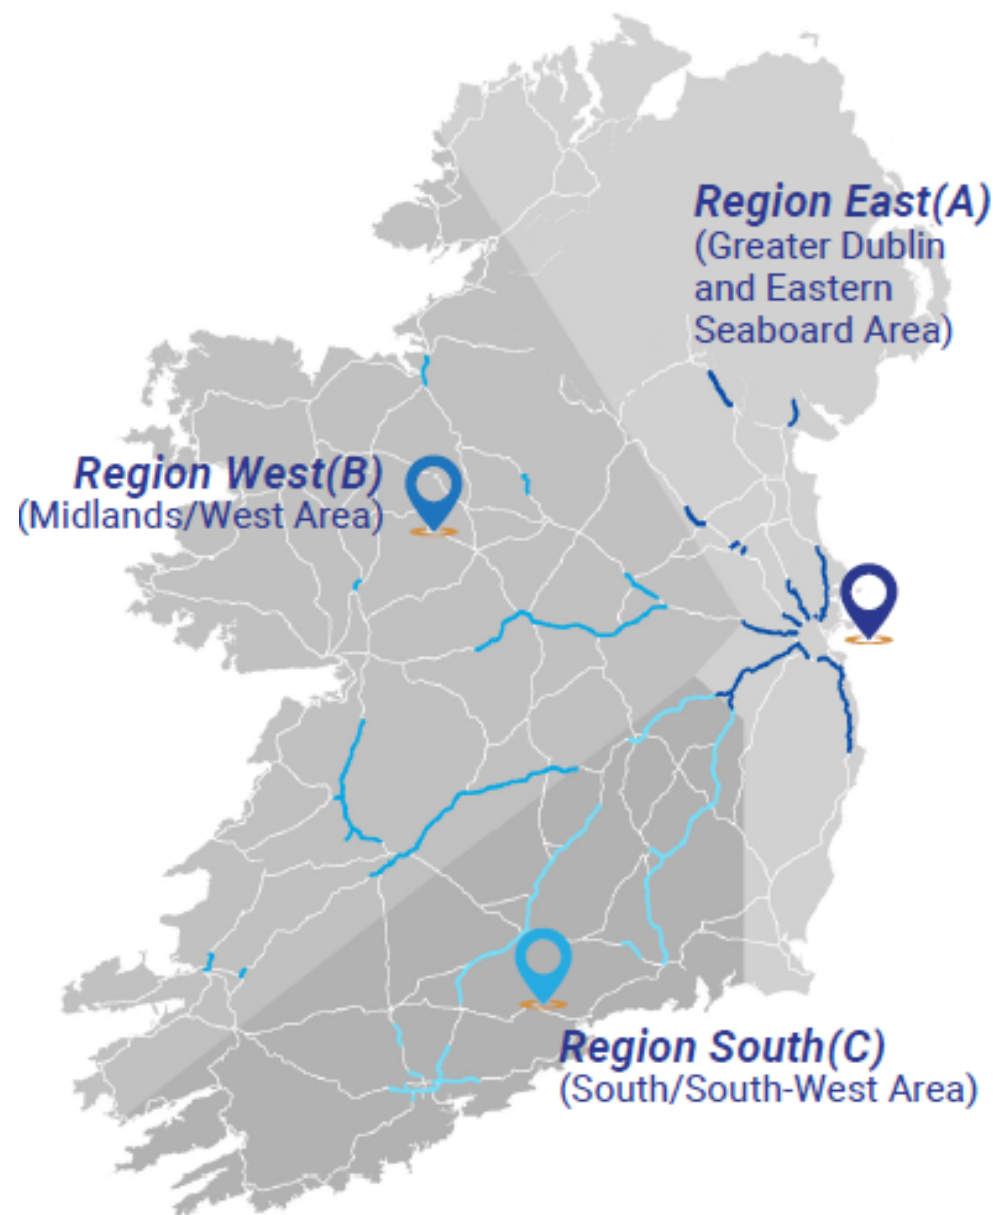 Region East(A)
(Greater Dublin
and Eastern
Seaboard Area)
Region West(B)
(Midlands/West Area)
Region South(C)
(South/South-West Area)